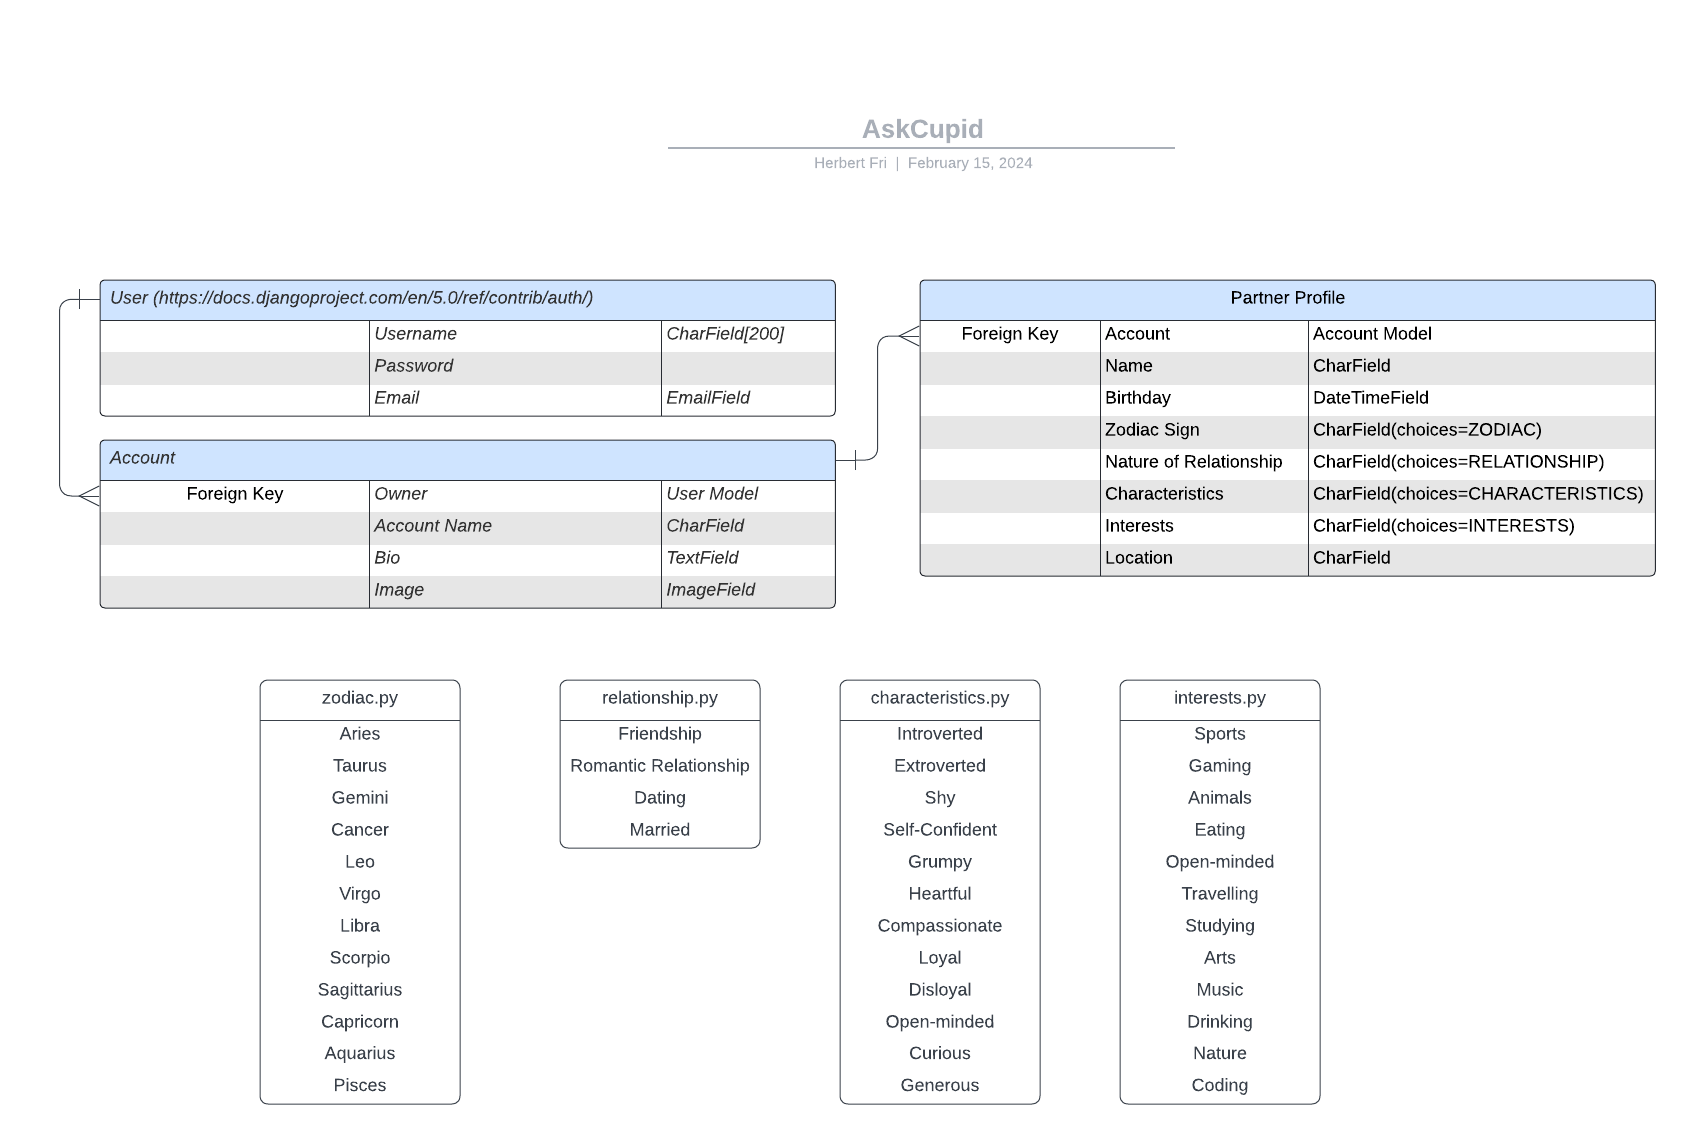 AskCupid
Herbert Fri | February 15, 2024
User (https://docs.djangoproject.com/en/5.0/ref/contrib/auth/)
Username CharField[200]
Password
Email EmailField
Account
Foreign Key Owner User Model
Account Name CharField
Bio TextField
Image ImageField
Partner Profile
Foreign Key Account Account Model
Name CharField
Birthday DateTimeField
Zodiac Sign CharField(choices=ZODIAC)
Nature of Relationship CharField(choices=RELATIONSHIP)
Characteristics CharField(choices=CHARACTERISTICS)
Interests CharField(choices=INTERESTS)
Location CharField
zodiac.py
Aries
Taurus
Gemini
Cancer
Leo
Virgo
Libra
Scorpio
Sagittarius
Capricorn
Aquarius
Pisces
relationship.py
Friendship
Romantic Relationship
Dating
Married
characteristics.py
Introverted
Extroverted
Shy
Self-Confident
Grumpy
Heartful
Compassionate
Loyal
Disloyal
Open-minded
Curious
Generous
interests.py
Sports
Gaming
Animals
Eating
Open-minded
Travelling
Studying
Arts
Music
Drinking
Nature
Coding